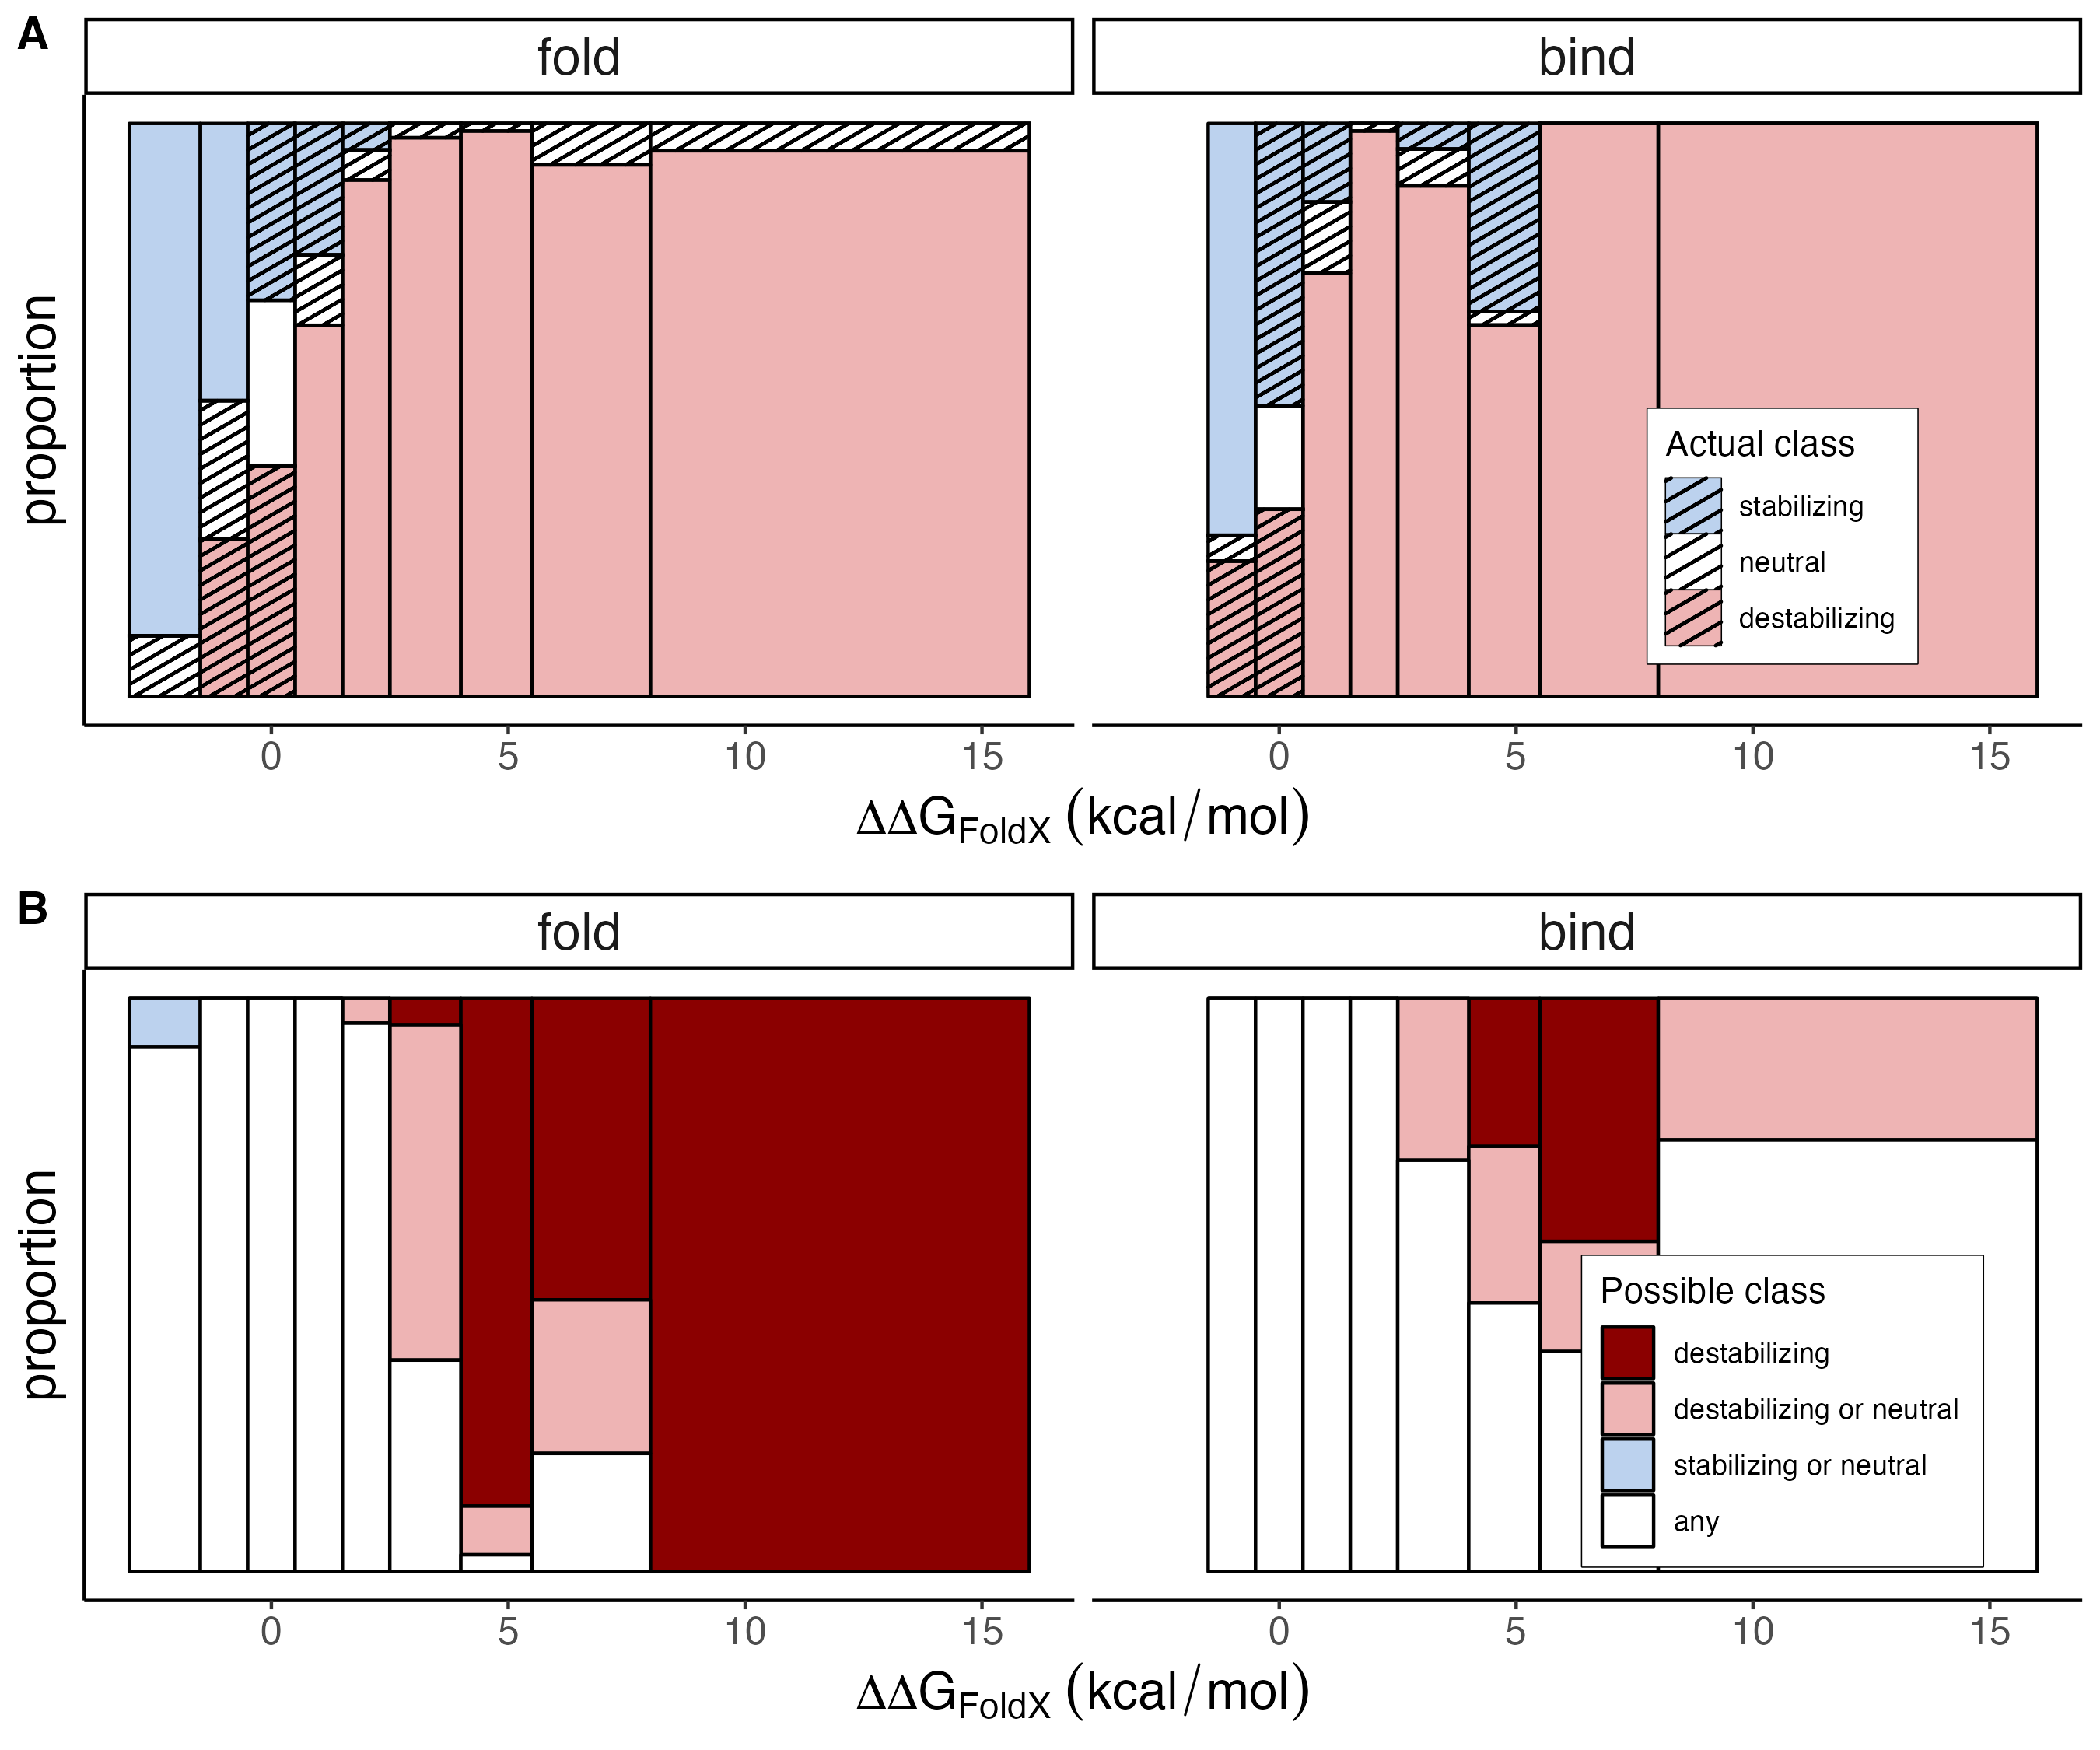 A
fold
bind
proportion
Actual class
stabilizing
neutral
destabilizing
0 5 10 15
0 5 10 15
ΔΔG_FoldX (kcal/mol)
B
fold
bind
proportion
Possible class
destabilizing
destabilizing or neutral
stabilizing or neutral
any
0 5 10 15
0 5 10 15
ΔΔG_FoldX (kcal/mol)